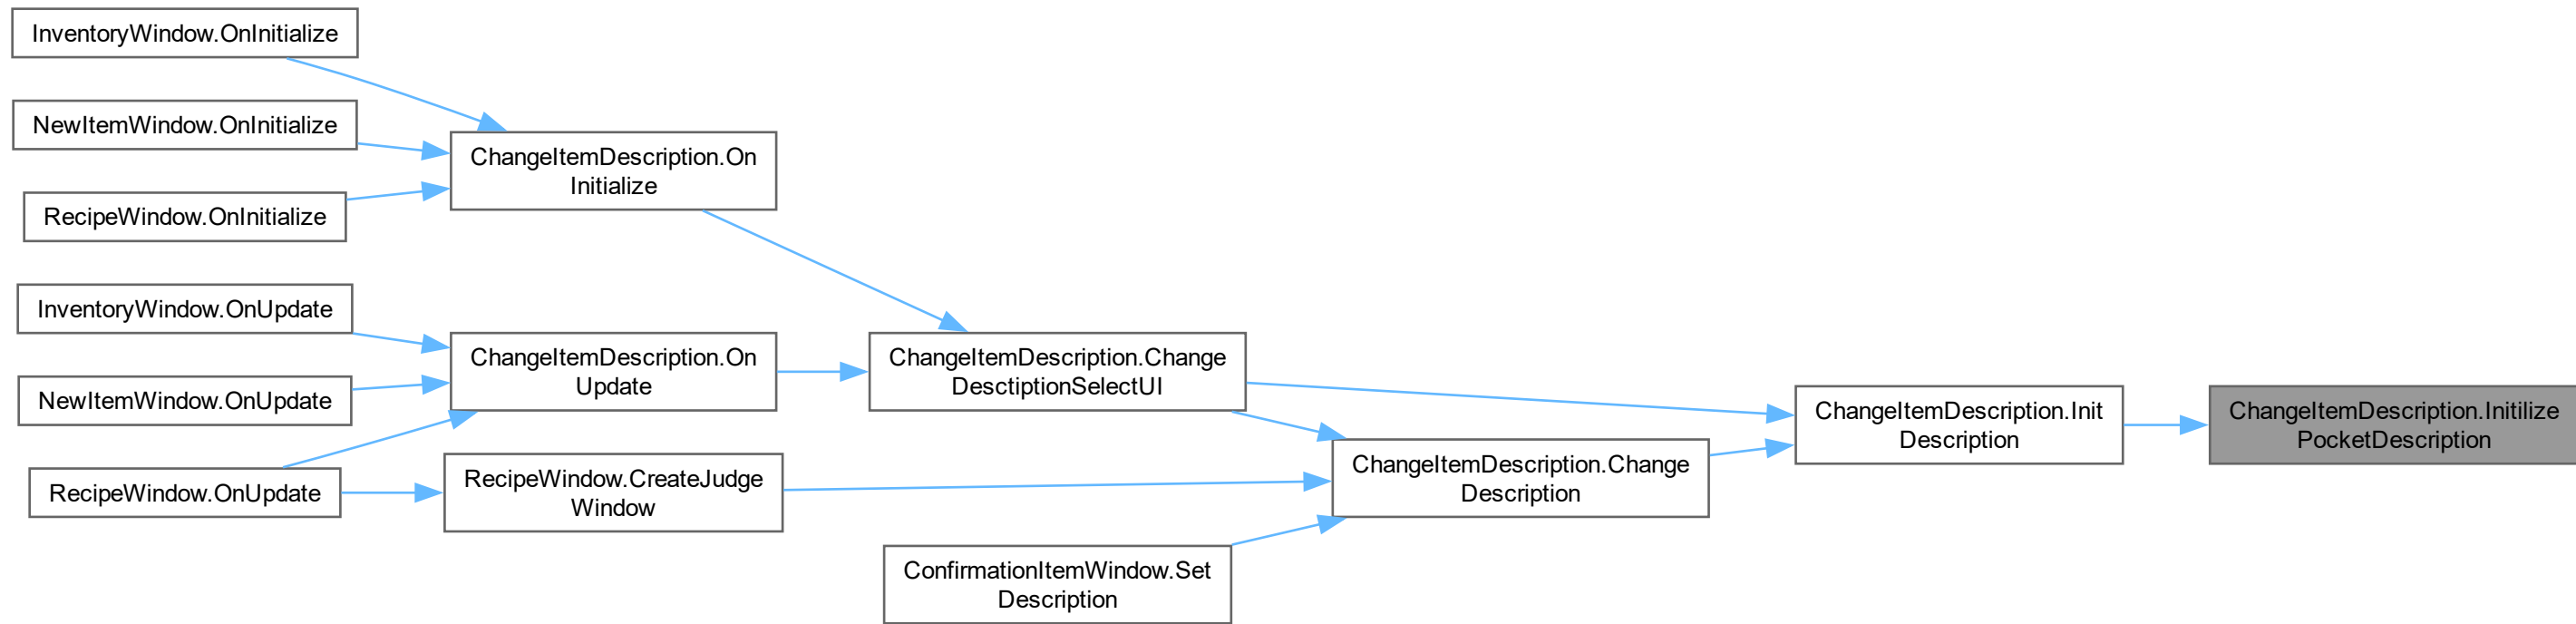 InventoryWindow.OnInitialize
NewItemWindow.OnInitialize
RecipeWindow.OnInitialize
InventoryWindow.OnUpdate
NewItemWindow.OnUpdate
RecipeWindow.OnUpdate
ChangeItemDescription.On
Initialize
ChangeItemDescription.On
Update
RecipeWindow.CreateJudge
Window
ChangeItemDescription.Change
DesctiptionSelectUI
ConfirmationItemWindow.Set
Description
ChangeItemDescription.Change
Description
ChangeItemDescription.Init
Description
ChangeItemDescription.Initilize
PocketDescription